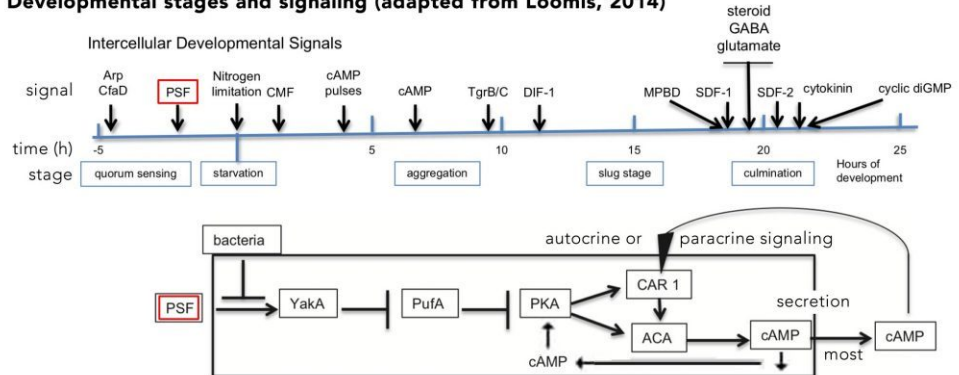 Developmental stages and signaling (adapted from Loomis, 2014)
steroid
GABA
glutamate
Intercellular Developmental Signals
signal
Arp
CfaD
PSF
Nitrogen
limitation
CMF
cAMP
pulses
cAMP
TgrB/C
DIF-1
MPBD
SDF-1
SDF-2
cytokinin
cyclic diGMP
time (h)
-5
5
10
15
20
25
stage
quorum sensing
starvation
aggregation
slug stage
culmination
Hours of
development
bacteria
autocrine or
paracrine signaling
PSF
YakA
PufA
PKA
CAR 1
ACA
secretion
cAMP
cAMP
most
cAMP